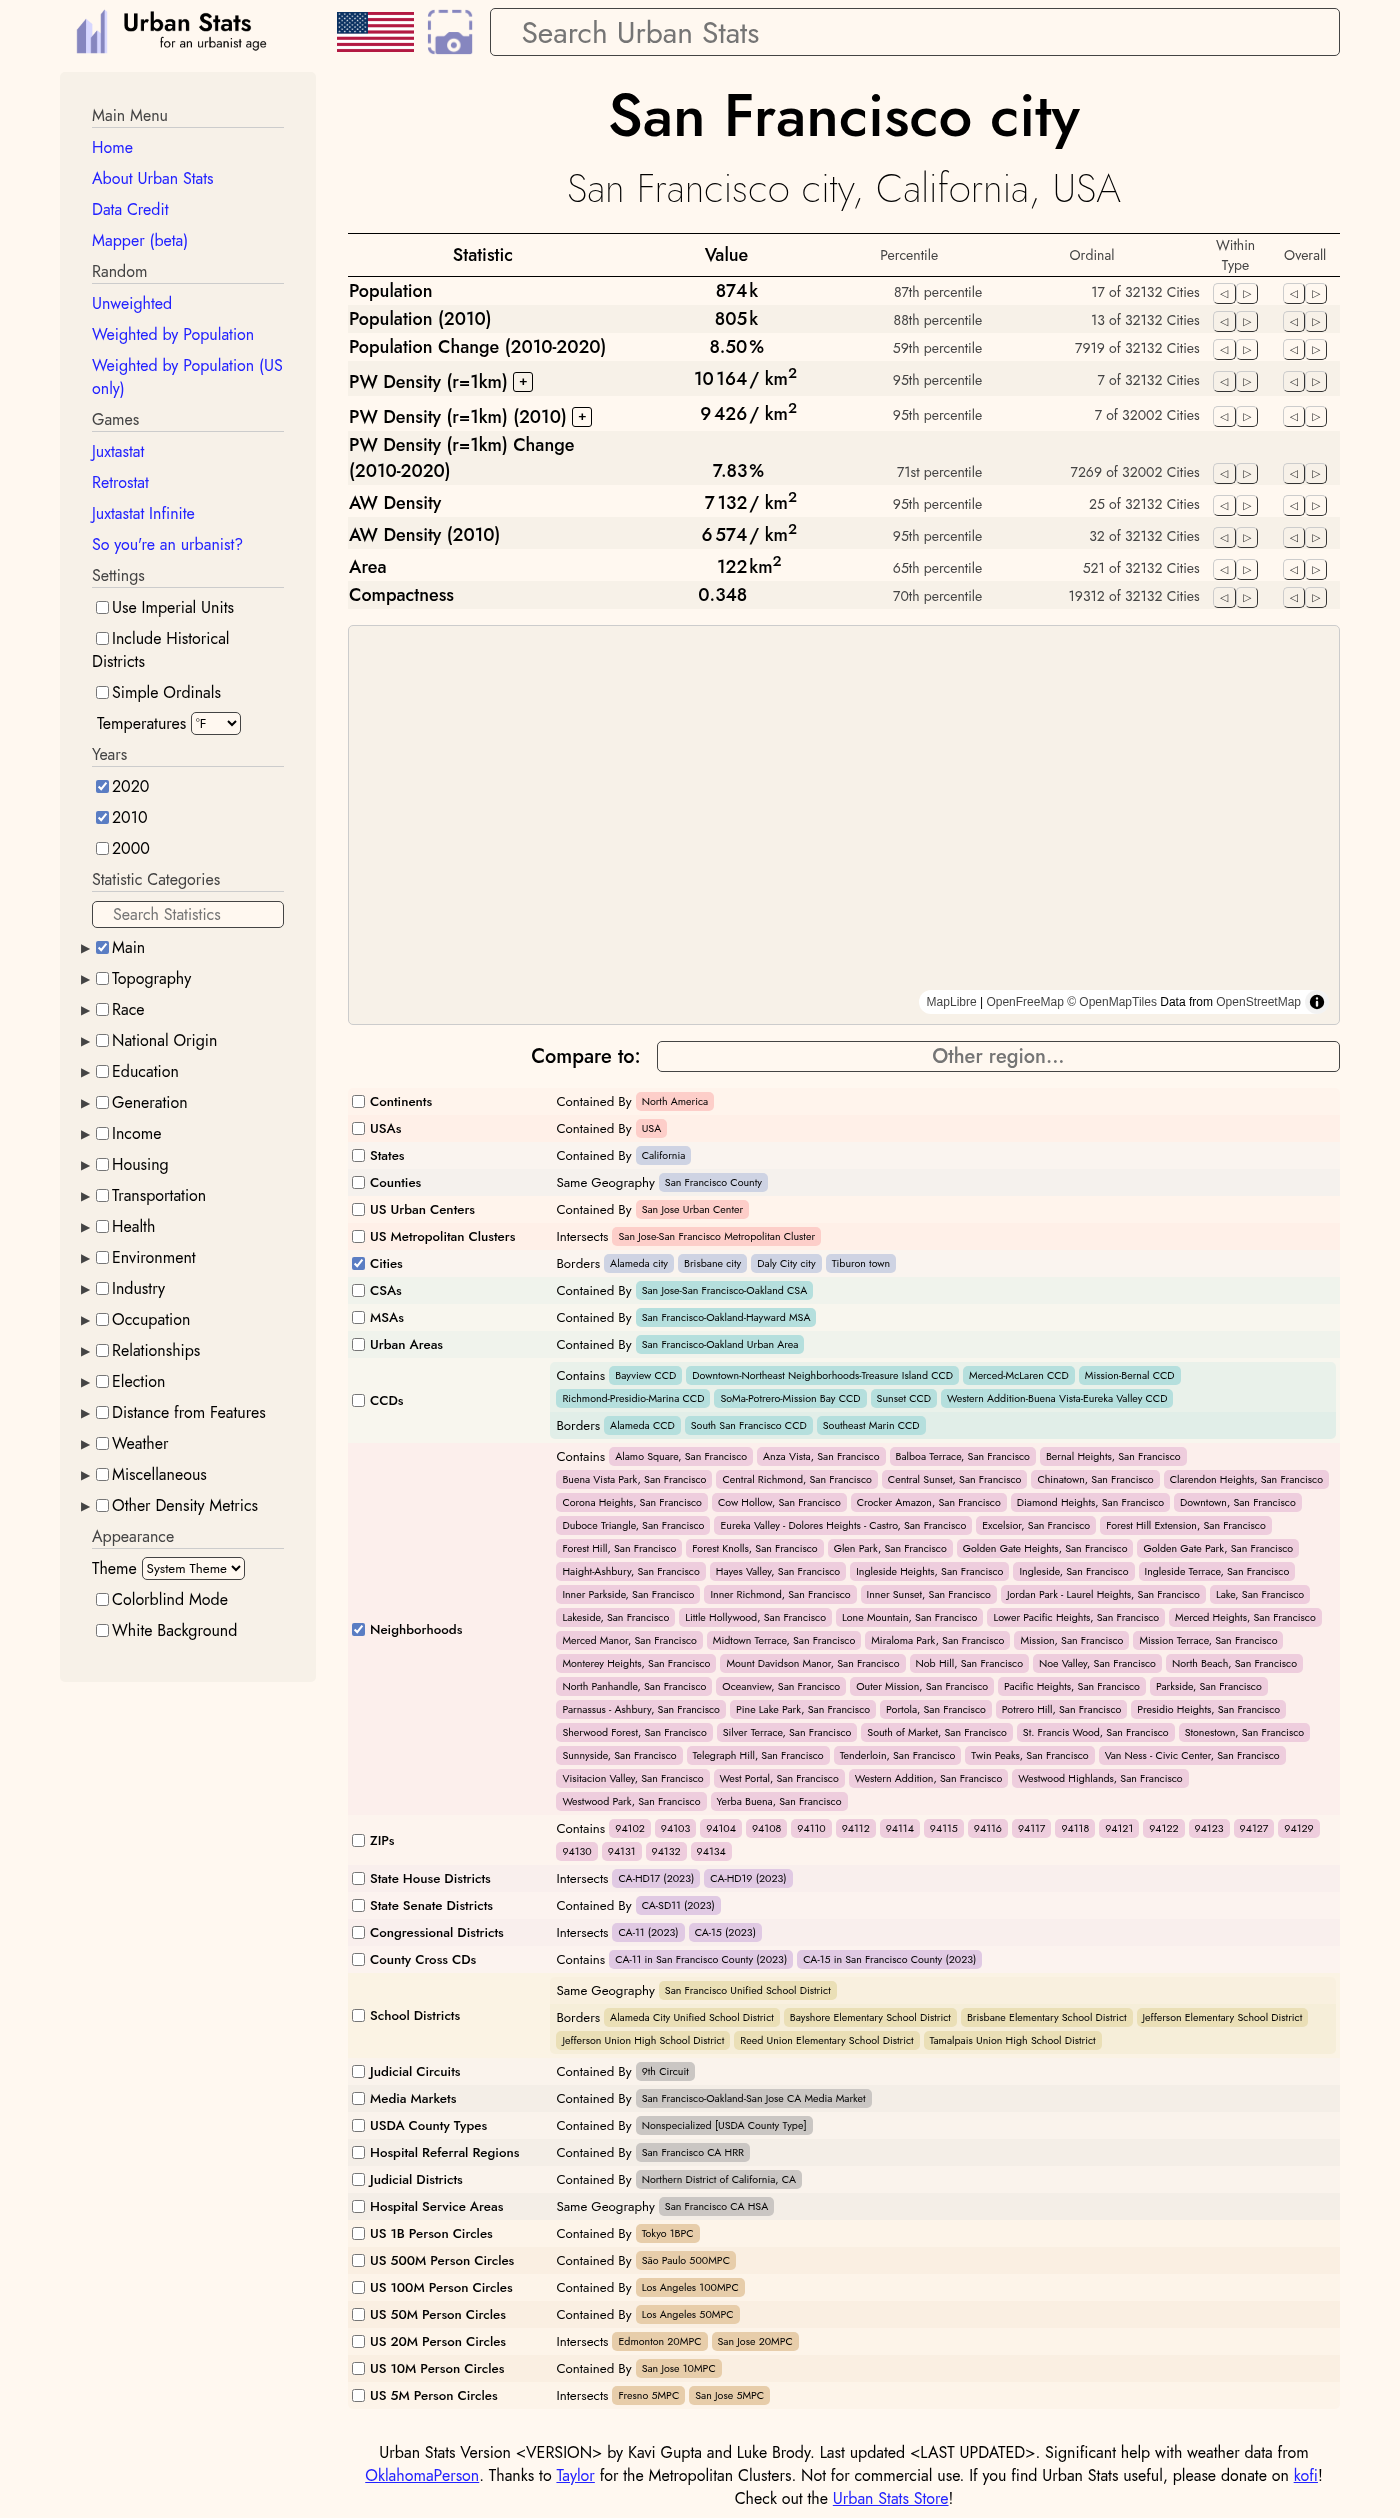 Urban Stats
for an urbanist age
Search Urban Stats
Main Menu
Home
About Urban Stats
Data Credit
Mapper (beta)
Random
Unweighted
Weighted by Population
Weighted by Population (US
only)
Games
Juxtastat
Retrostat
Juxtastat Infinite
So you're an urbanist?
Settings
Use Imperial Units
Include Historical
Districts
Simple Ordinals
Temperatures °F
Years
2020
2010
2000
Statistic Categories
Search Statistics
Main
Topography
Race
National Origin
Education
Generation
Income
Housing
Transportation
Health
Environment
Industry
Occupation
Relationships
Election
Distance from Features
Weather
Miscellaneous
Other Density Metrics
Appearance
Theme System Theme
Colorblind Mode
White Background
San Francisco city
San Francisco city, California, USA
Statistic Value Percentile Ordinal Within Type Overall
Population 874k 87th percentile 17 of 32132 Cities
Population (2010) 805k 88th percentile 13 of 32132 Cities
Population Change (2010-2020) 8.50% 59th percentile 7919 of 32132 Cities
PW Density (r=1km) + 10 164/ km² 95th percentile 7 of 32132 Cities
PW Density (r=1km) (2010) + 9 426/ km² 95th percentile 7 of 32002 Cities
PW Density (r=1km) Change
(2010-2020) 7.83% 71st percentile 7269 of 32002 Cities
AW Density 7 132/ km² 95th percentile 25 of 32132 Cities
AW Density (2010) 6 574/ km² 95th percentile 32 of 32132 Cities
Area 122km² 65th percentile 521 of 32132 Cities
Compactness 0.348 70th percentile 19312 of 32132 Cities
MapLibre | OpenFreeMap © OpenMapTiles Data from OpenStreetMap
Compare to: Other region...
Continents Contained By North America
USAs Contained By USA
States Contained By California
Counties Same Geography San Francisco County
US Urban Centers Contained By San Jose Urban Center
US Metropolitan Clusters Intersects San Jose-San Francisco Metropolitan Cluster
Cities Borders Alameda city Brisbane city Daly City city Tiburon town
CSAs Contained By San Jose-San Francisco-Oakland CSA
MSAs Contained By San Francisco-Oakland-Hayward MSA
Urban Areas Contained By San Francisco-Oakland Urban Area
CCDs Contains Bayview CCD Downtown-Northeast Neighborhoods-Treasure Island CCD Merced-McLaren CCD Mission-Bernal CCD
Richmond-Presidio-Marina CCD SoMa-Potrero-Mission Bay CCD Sunset CCD Western Addition-Buena Vista-Eureka Valley CCD
Borders Alameda CCD South San Francisco CCD Southeast Marin CCD
Neighborhoods Contains Alamo Square, San Francisco Anza Vista, San Francisco Balboa Terrace, San Francisco Bernal Heights, San Francisco
Buena Vista Park, San Francisco Central Richmond, San Francisco Central Sunset, San Francisco Chinatown, San Francisco Clarendon Heights, San Francisco
Corona Heights, San Francisco Cow Hollow, San Francisco Crocker Amazon, San Francisco Diamond Heights, San Francisco Downtown, San Francisco
Duboce Triangle, San Francisco Eureka Valley - Dolores Heights - Castro, San Francisco Excelsior, San Francisco Forest Hill Extension, San Francisco
Forest Hill, San Francisco Forest Knolls, San Francisco Glen Park, San Francisco Golden Gate Heights, San Francisco Golden Gate Park, San Francisco
Haight-Ashbury, San Francisco Hayes Valley, San Francisco Ingleside Heights, San Francisco Ingleside, San Francisco Ingleside Terrace, San Francisco
Inner Parkside, San Francisco Inner Richmond, San Francisco Inner Sunset, San Francisco Jordan Park - Laurel Heights, San Francisco Lake, San Francisco
Lakeside, San Francisco Little Hollywood, San Francisco Lone Mountain, San Francisco Lower Pacific Heights, San Francisco Merced Heights, San Francisco
Merced Manor, San Francisco Midtown Terrace, San Francisco Miraloma Park, San Francisco Mission, San Francisco Mission Terrace, San Francisco
Monterey Heights, San Francisco Mount Davidson Manor, San Francisco Nob Hill, San Francisco Noe Valley, San Francisco North Beach, San Francisco
North Panhandle, San Francisco Oceanview, San Francisco Outer Mission, San Francisco Pacific Heights, San Francisco Parkside, San Francisco
Parnassus - Ashbury, San Francisco Pine Lake Park, San Francisco Portola, San Francisco Potrero Hill, San Francisco Presidio Heights, San Francisco
Sherwood Forest, San Francisco Silver Terrace, San Francisco South of Market, San Francisco St. Francis Wood, San Francisco Stonestown, San Francisco
Sunnyside, San Francisco Telegraph Hill, San Francisco Tenderloin, San Francisco Twin Peaks, San Francisco Van Ness - Civic Center, San Francisco
Visitacion Valley, San Francisco West Portal, San Francisco Western Addition, San Francisco Westwood Highlands, San Francisco
Westwood Park, San Francisco Yerba Buena, San Francisco
ZIPs Contains 94102 94103 94104 94108 94110 94112 94114 94115 94116 94117 94118 94121 94122 94123 94127 94129
94130 94131 94132 94134
State House Districts Intersects CA-HD17 (2023) CA-HD19 (2023)
State Senate Districts Contained By CA-SD11 (2023)
Congressional Districts Intersects CA-11 (2023) CA-15 (2023)
County Cross CDs Contains CA-11 in San Francisco County (2023) CA-15 in San Francisco County (2023)
School Districts Same Geography San Francisco Unified School District
Borders Alameda City Unified School District Bayshore Elementary School District Brisbane Elementary School District Jefferson Elementary School District
Jefferson Union High School District Reed Union Elementary School District Tamalpais Union High School District
Judicial Circuits Contained By 9th Circuit
Media Markets Contained By San Francisco-Oakland-San Jose CA Media Market
USDA County Types Contained By Nonspecialized [USDA County Type]
Hospital Referral Regions Contained By San Francisco CA HRR
Judicial Districts Contained By Northern District of California, CA
Hospital Service Areas Same Geography San Francisco CA HSA
US 1B Person Circles Contained By Tokyo 1BPC
US 500M Person Circles Contained By São Paulo 500MPC
US 100M Person Circles Contained By Los Angeles 100MPC
US 50M Person Circles Contained By Los Angeles 50MPC
US 20M Person Circles Intersects Edmonton 20MPC San Jose 20MPC
US 10M Person Circles Contained By San Jose 10MPC
US 5M Person Circles Intersects Fresno 5MPC San Jose 5MPC
Urban Stats Version <VERSION> by Kavi Gupta and Luke Brody. Last updated <LAST UPDATED>. Significant help with weather data from
OklahomaPerson. Thanks to Taylor for the Metropolitan Clusters. Not for commercial use. If you find Urban Stats useful, please donate on kofi!
Check out the Urban Stats Store!